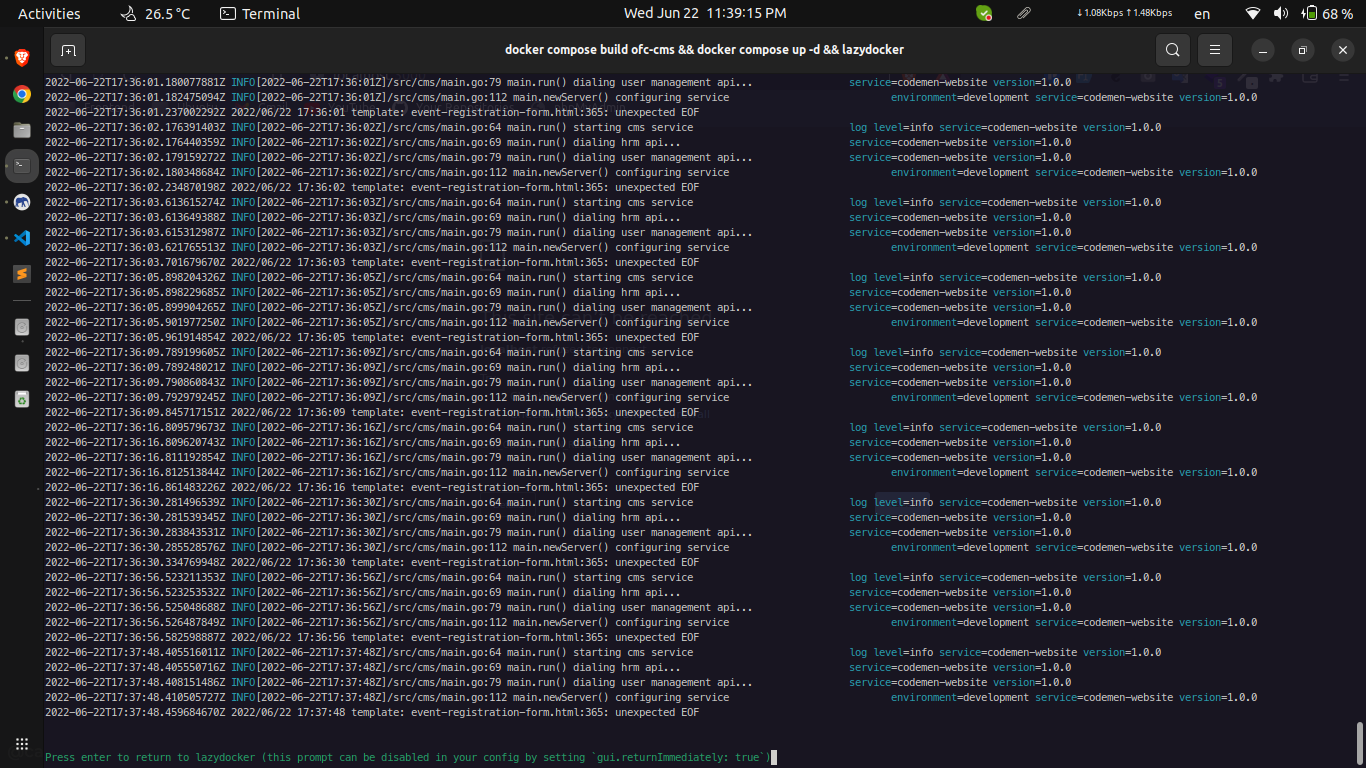 Activities 26.5 °C Terminal Wed Jun 22 11:39:15 PM ↓1.08Kbps↑1.48Kbps en 68 %
docker compose build ofc-cms && docker compose up -d && lazydocker
2022-06-22T17:36:01.180077881Z INFO[2022-06-22T17:36:01Z]/src/cms/main.go:79 main.run() dialing user management api... service=codemen-website version=1.0.0
2022-06-22T17:36:01.182475094Z INFO[2022-06-22T17:36:01Z]/src/cms/main.go:112 main.newServer() configuring service environment=development service=codemen-website version=1.0.0
2022-06-22T17:36:01.237002292Z 2022/06/22 17:36:01 template: event-registration-form.html:365: unexpected EOF
2022-06-22T17:36:02.176391403Z INFO[2022-06-22T17:36:02Z]/src/cms/main.go:64 main.run() starting cms service log level=info service=codemen-website version=1.0.0
2022-06-22T17:36:02.176440359Z INFO[2022-06-22T17:36:02Z]/src/cms/main.go:69 main.run() dialing hrm api... service=codemen-website version=1.0.0
2022-06-22T17:36:02.179159272Z INFO[2022-06-22T17:36:02Z]/src/cms/main.go:79 main.run() dialing user management api... service=codemen-website version=1.0.0
2022-06-22T17:36:02.180348684Z INFO[2022-06-22T17:36:02Z]/src/cms/main.go:112 main.newServer() configuring service environment=development service=codemen-website version=1.0.0
2022-06-22T17:36:02.234870198Z 2022/06/22 17:36:02 template: event-registration-form.html:365: unexpected EOF
2022-06-22T17:36:03.613615274Z INFO[2022-06-22T17:36:03Z]/src/cms/main.go:64 main.run() starting cms service log level=info service=codemen-website version=1.0.0
2022-06-22T17:36:03.613649388Z INFO[2022-06-22T17:36:03Z]/src/cms/main.go:69 main.run() dialing hrm api... service=codemen-website version=1.0.0
2022-06-22T17:36:03.615312987Z INFO[2022-06-22T17:36:03Z]/src/cms/main.go:79 main.run() dialing user management api... service=codemen-website version=1.0.0
2022-06-22T17:36:03.621765513Z INFO[2022-06-22T17:36:03Z]/src/cms/main.go:112 main.newServer() configuring service environment=development service=codemen-website version=1.0.0
2022-06-22T17:36:03.701679670Z 2022/06/22 17:36:03 template: event-registration-form.html:365: unexpected EOF
2022-06-22T17:36:05.898204326Z INFO[2022-06-22T17:36:05Z]/src/cms/main.go:64 main.run() starting cms service log level=info service=codemen-website version=1.0.0
2022-06-22T17:36:05.898229685Z INFO[2022-06-22T17:36:05Z]/src/cms/main.go:69 main.run() dialing hrm api... service=codemen-website version=1.0.0
2022-06-22T17:36:05.899904265Z INFO[2022-06-22T17:36:05Z]/src/cms/main.go:79 main.run() dialing user management api... service=codemen-website version=1.0.0
2022-06-22T17:36:05.901977250Z INFO[2022-06-22T17:36:05Z]/src/cms/main.go:112 main.newServer() configuring service environment=development service=codemen-website version=1.0.0
2022-06-22T17:36:05.961914854Z 2022/06/22 17:36:05 template: event-registration-form.html:365: unexpected EOF
2022-06-22T17:36:09.789199605Z INFO[2022-06-22T17:36:09Z]/src/cms/main.go:64 main.run() starting cms service log level=info service=codemen-website version=1.0.0
2022-06-22T17:36:09.789248021Z INFO[2022-06-22T17:36:09Z]/src/cms/main.go:69 main.run() dialing hrm api... service=codemen-website version=1.0.0
2022-06-22T17:36:09.790860843Z INFO[2022-06-22T17:36:09Z]/src/cms/main.go:79 main.run() dialing user management api... service=codemen-website version=1.0.0
2022-06-22T17:36:09.792979245Z INFO[2022-06-22T17:36:09Z]/src/cms/main.go:112 main.newServer() configuring service environment=development service=codemen-website version=1.0.0
2022-06-22T17:36:09.845717151Z 2022/06/22 17:36:09 template: event-registration-form.html:365: unexpected EOF
2022-06-22T17:36:16.809579673Z INFO[2022-06-22T17:36:16Z]/src/cms/main.go:64 main.run() starting cms service log level=info service=codemen-website version=1.0.0
2022-06-22T17:36:16.809620743Z INFO[2022-06-22T17:36:16Z]/src/cms/main.go:69 main.run() dialing hrm api... service=codemen-website version=1.0.0
2022-06-22T17:36:16.811192854Z INFO[2022-06-22T17:36:16Z]/src/cms/main.go:79 main.run() dialing user management api... service=codemen-website version=1.0.0
2022-06-22T17:36:16.812513844Z INFO[2022-06-22T17:36:16Z]/src/cms/main.go:112 main.newServer() configuring service environment=development service=codemen-website version=1.0.0
2022-06-22T17:36:16.861483226Z 2022/06/22 17:36:16 template: event-registration-form.html:365: unexpected EOF
2022-06-22T17:36:30.281496539Z INFO[2022-06-22T17:36:30Z]/src/cms/main.go:64 main.run() starting cms service log level=info service=codemen-website version=1.0.0
2022-06-22T17:36:30.281539345Z INFO[2022-06-22T17:36:30Z]/src/cms/main.go:69 main.run() dialing hrm api... service=codemen-website version=1.0.0
2022-06-22T17:36:30.283843531Z INFO[2022-06-22T17:36:30Z]/src/cms/main.go:79 main.run() dialing user management api... service=codemen-website version=1.0.0
2022-06-22T17:36:30.285528576Z INFO[2022-06-22T17:36:30Z]/src/cms/main.go:112 main.newServer() configuring service environment=development service=codemen-website version=1.0.0
2022-06-22T17:36:30.334769948Z 2022/06/22 17:36:30 template: event-registration-form.html:365: unexpected EOF
2022-06-22T17:36:56.523211353Z INFO[2022-06-22T17:36:56Z]/src/cms/main.go:64 main.run() starting cms service log level=info service=codemen-website version=1.0.0
2022-06-22T17:36:56.523253532Z INFO[2022-06-22T17:36:56Z]/src/cms/main.go:69 main.run() dialing hrm api... service=codemen-website version=1.0.0
2022-06-22T17:36:56.525048688Z INFO[2022-06-22T17:36:56Z]/src/cms/main.go:79 main.run() dialing user management api... service=codemen-website version=1.0.0
2022-06-22T17:36:56.526487849Z INFO[2022-06-22T17:36:56Z]/src/cms/main.go:112 main.newServer() configuring service environment=development service=codemen-website version=1.0.0
2022-06-22T17:36:56.582598887Z 2022/06/22 17:36:56 template: event-registration-form.html:365: unexpected EOF
2022-06-22T17:37:48.405516011Z INFO[2022-06-22T17:37:48Z]/src/cms/main.go:64 main.run() starting cms service log level=info service=codemen-website version=1.0.0
2022-06-22T17:37:48.405550716Z INFO[2022-06-22T17:37:48Z]/src/cms/main.go:69 main.run() dialing hrm api... service=codemen-website version=1.0.0
2022-06-22T17:37:48.408151486Z INFO[2022-06-22T17:37:48Z]/src/cms/main.go:79 main.run() dialing user management api... service=codemen-website version=1.0.0
2022-06-22T17:37:48.410505727Z INFO[2022-06-22T17:37:48Z]/src/cms/main.go:112 main.newServer() configuring service environment=development service=codemen-website version=1.0.0
2022-06-22T17:37:48.459684670Z 2022/06/22 17:37:48 template: event-registration-form.html:365: unexpected EOF
Press enter to return to lazydocker (this prompt can be disabled in your config by setting `gui.returnImmediately: true`)